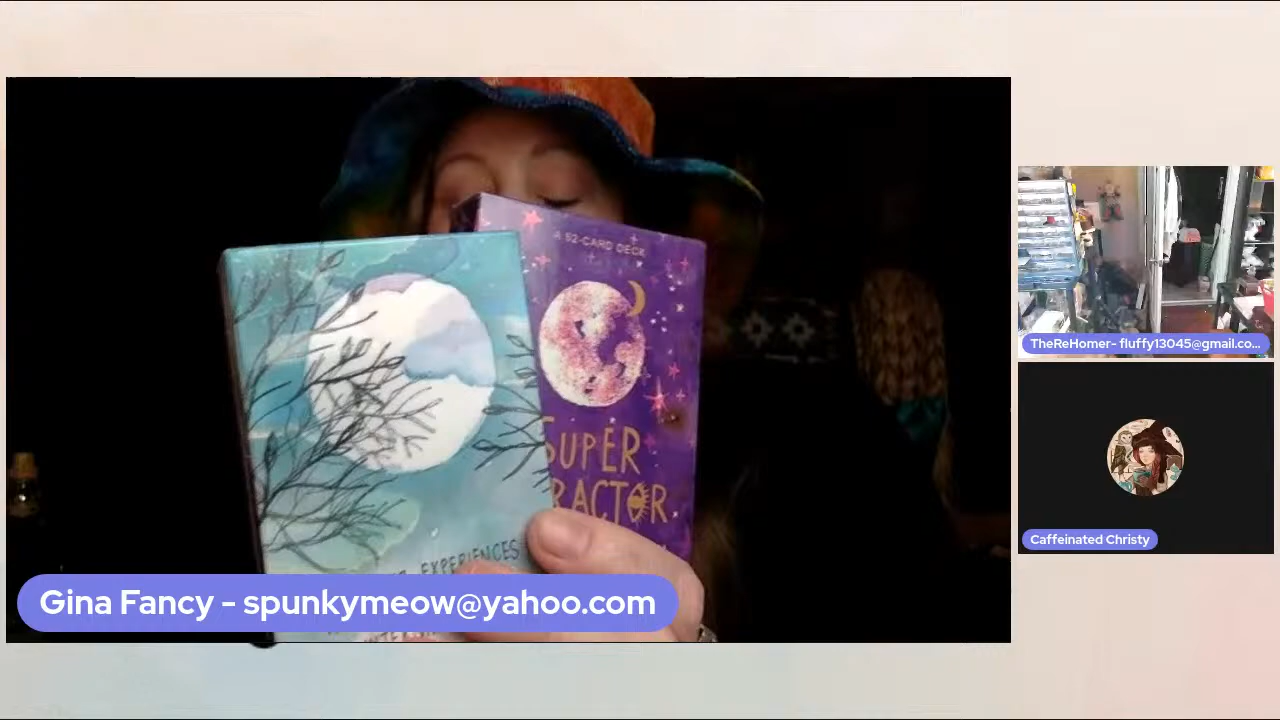 A 52-CARD DECK
SUPER
RACTOR
EXPERIENCES
Gina Fancy - spunkymeow@yahoo.com
TheReHomer- fluffy13045@gmail.co...
Caffeinated Christy